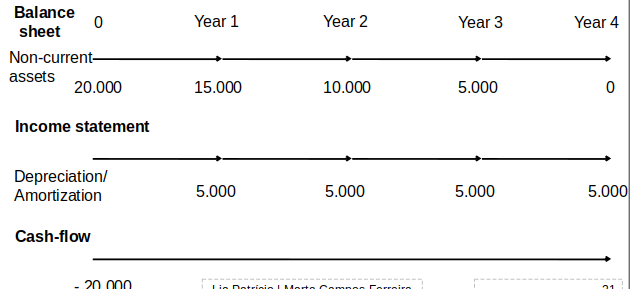 Balance sheet 0 Year 1 Year 2 Year 3 Year 4
Non-current assets
20.000 15.000 10.000 5.000 0
Income statement
Depreciation/
Amortization 5.000 5.000 5.000 5.000
Cash-flow
- 20.000 Lia Patrício | Marta Campos Ferreira 21